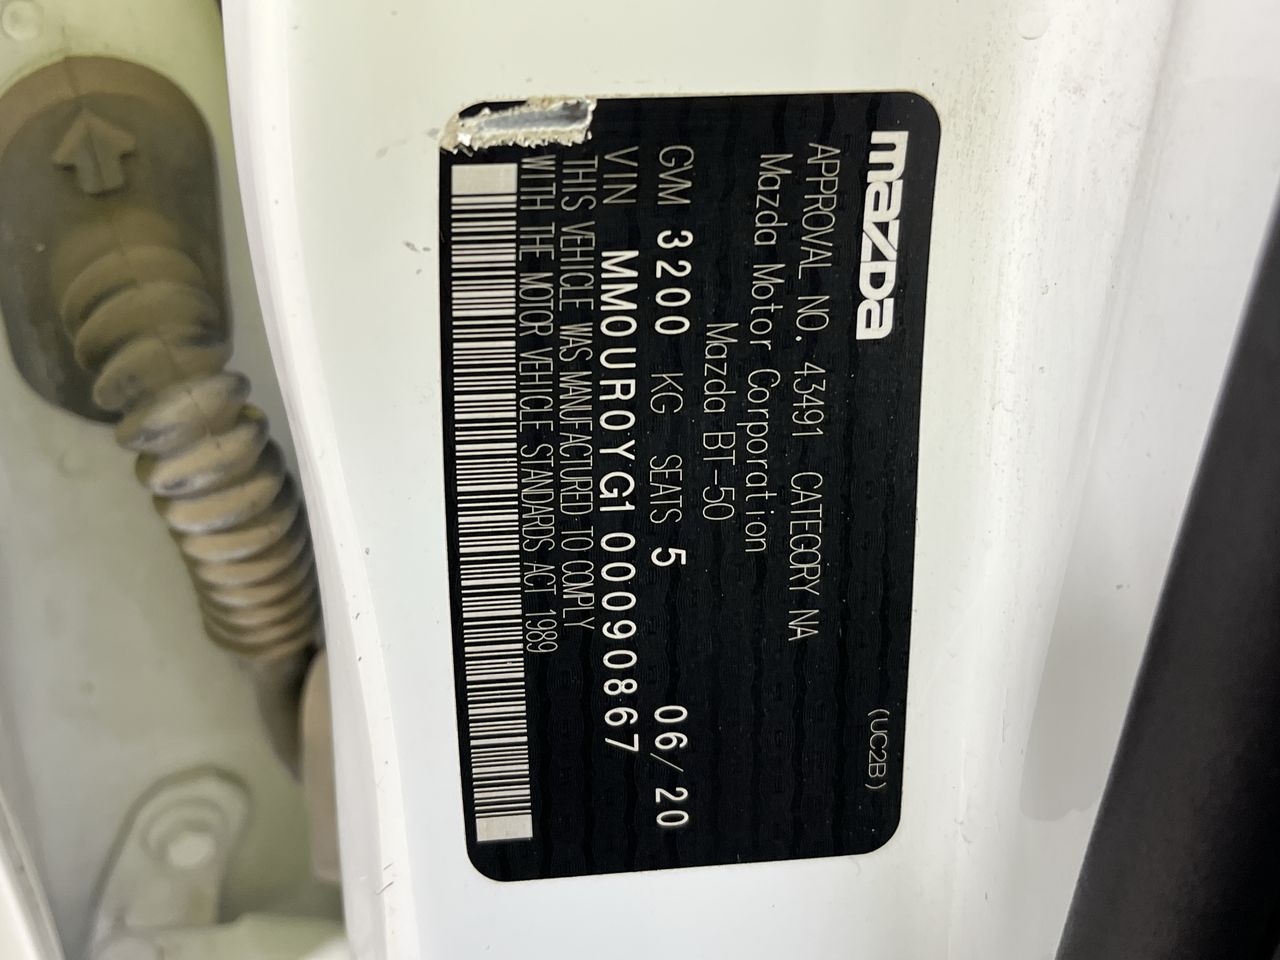 mazda
(UC2B)
APPROVAL NO. 43491 CATEGORY NA
Mazda Motor Corporation
Mazda BT-50
GVM 3200 KG SEATS 5 06/20
VIN MM0UR0YG100090867
THIS VEHICLE WAS MANUFACTURED TO COMPLY
WITH THE MOTOR VEHICLE STANDARDS ACT 1989